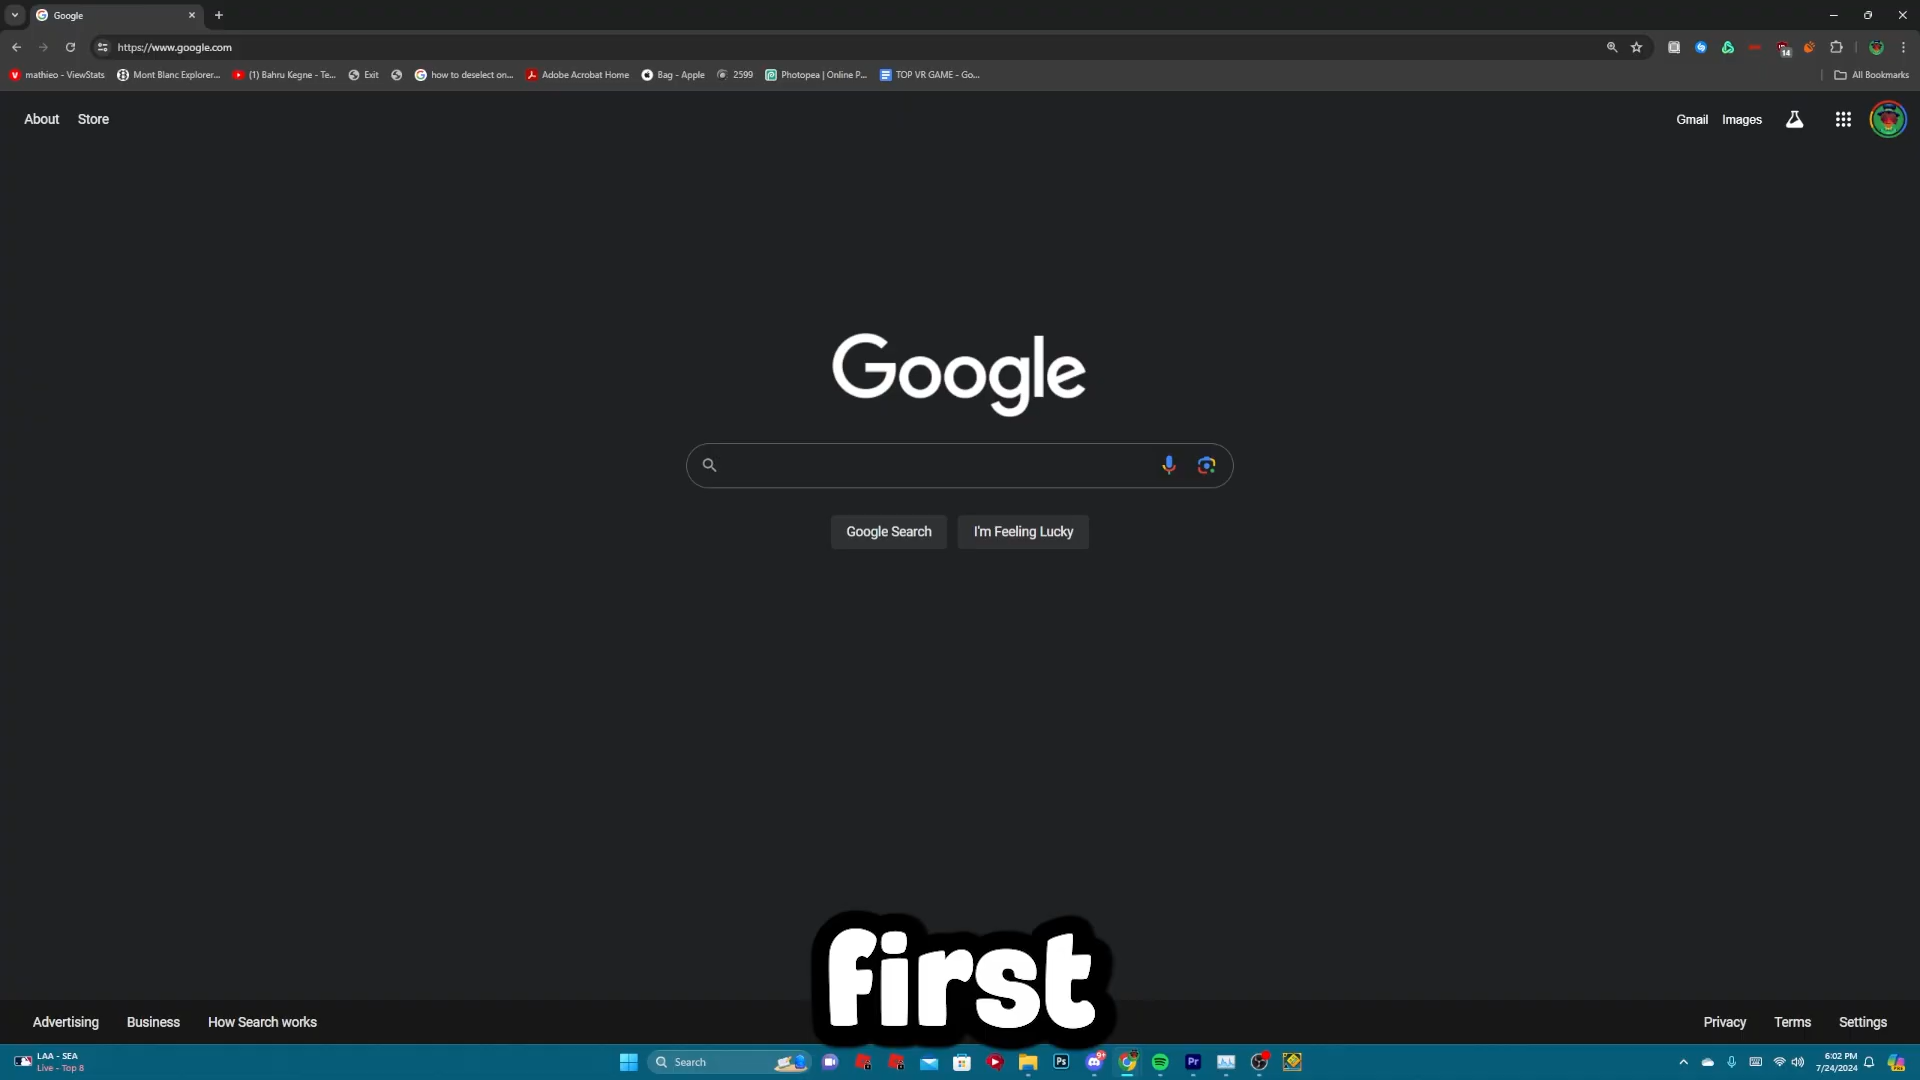 Google
https://www.google.com
mathieo - ViewStats
Mont Blanc Explorer...
(1) Bahru Kegne - Te...
Exit
how to deselect on...
Adobe Acrobat Home
Bag - Apple
2599
Photopea | Online P...
TOP VR GAME - Go...
All Bookmarks
About
Store
Gmail
Images
Google
Google Search
I'm Feeling Lucky
first
Advertising
Business
How Search works
Privacy
Terms
Settings
LAA - SEA
Live - Top 8
Search
6:02 PM
7/24/2024